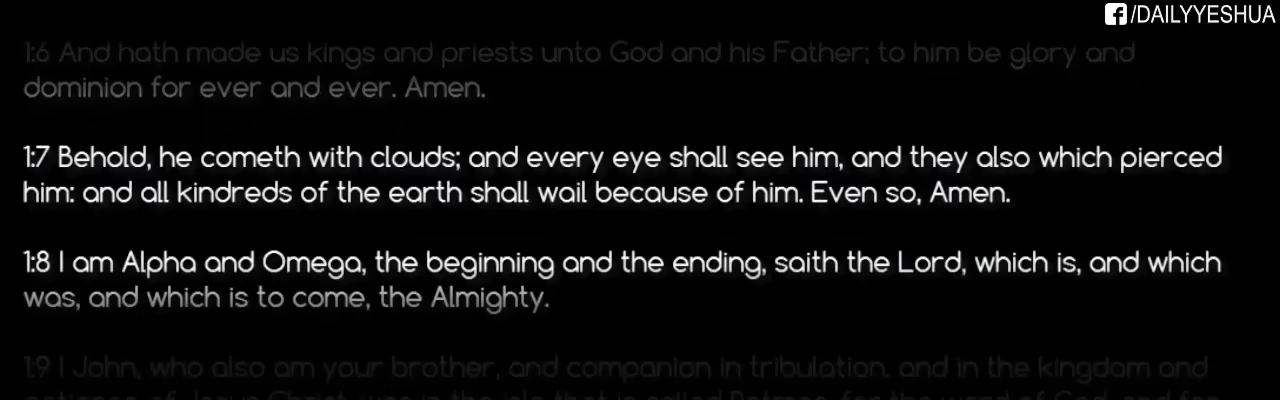 /DAILYYESHUA
1:6 And hath made us kings and priests unto God and his Father; to him be glory and
dominion for ever and ever. Amen.
1:7 Behold, he cometh with clouds; and every eye shall see him, and they also which pierced
him: and all kindreds of the earth shall wail because of him. Even so, Amen.
1:8 I am Alpha and Omega, the beginning and the ending, saith the Lord, which is, and which
was, and which is to come, the Almighty.
1:9 I John, who also am your brother, and companion in tribulation, and in the kingdom and